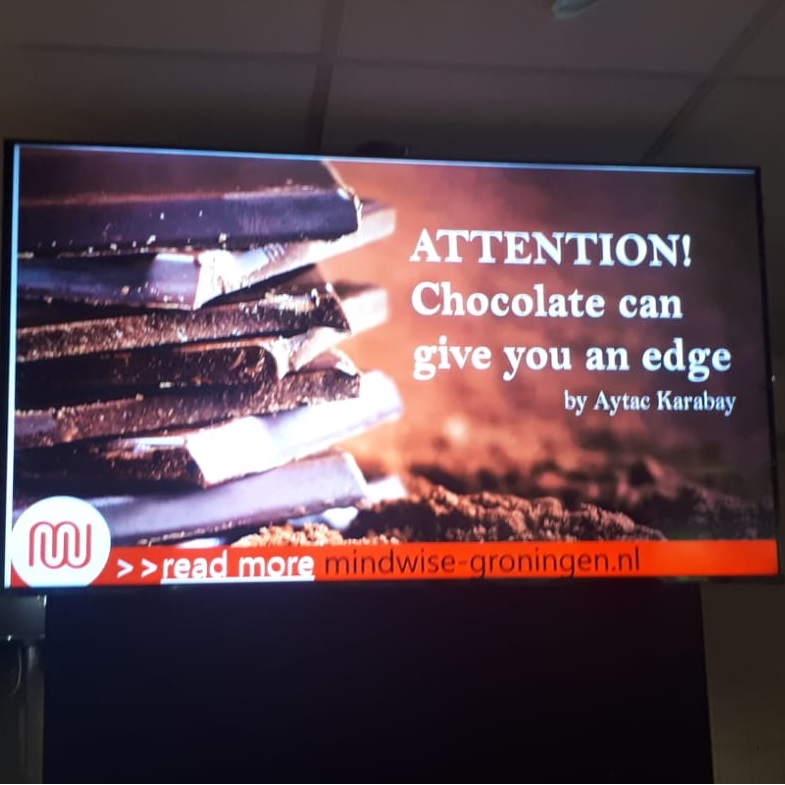 ATTENTION!
Chocolate can
give you an edge
by Aytac Karabay
>>read more mindwise-groningen.nl